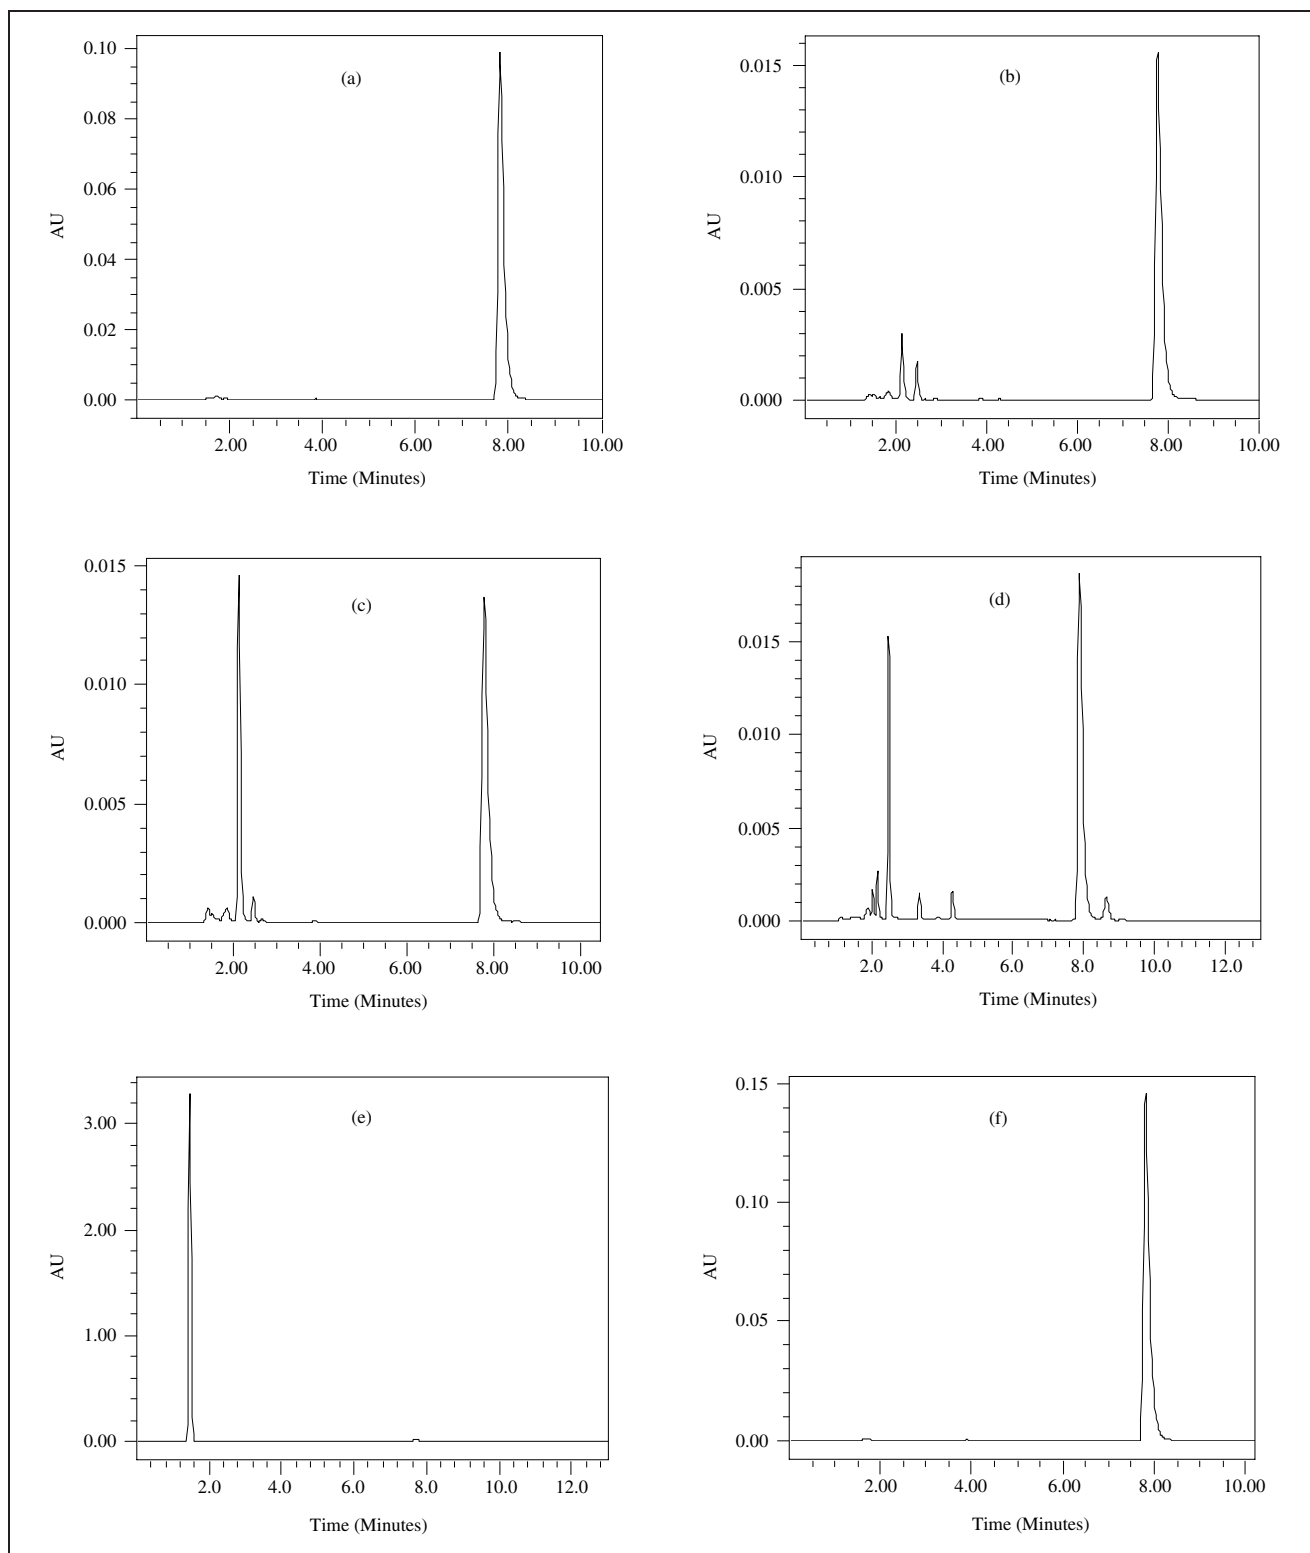 (a)
AU
0.10
0.08
0.06
0.04
0.02
0.00
2.00 4.00 6.00 8.00 10.00
Time (Minutes)
(b)
AU
0.015
0.010
0.005
0.000
2.00 4.00 6.00 8.00 10.00
Time (Minutes)
(c)
AU
0.015
0.010
0.005
0.000
2.00 4.00 6.00 8.00 10.00
Time (Minutes)
(d)
AU
0.015
0.010
0.005
0.000
2.0 4.0 6.0 8.0 10.0 12.0
Time (Minutes)
(e)
AU
3.00
2.00
1.00
0.00
2.0 4.0 6.0 8.0 10.0 12.0
Time (Minutes)
(f)
AU
0.15
0.10
0.05
0.00
2.00 4.00 6.00 8.00 10.00
Time (Minutes)